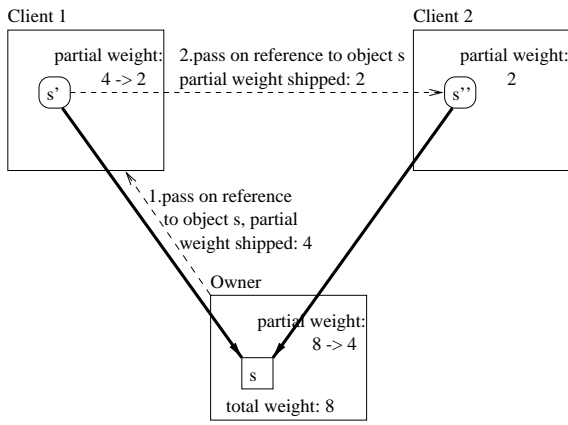 Client 1
partial weight:
4 -> 2
s'
2.pass on reference to object s
partial weight shipped: 2
Client 2
partial weight:
2
s''
1.pass on reference
to object s, partial
weight shipped: 4
Owner
partial weight:
8 -> 4
s
total weight: 8